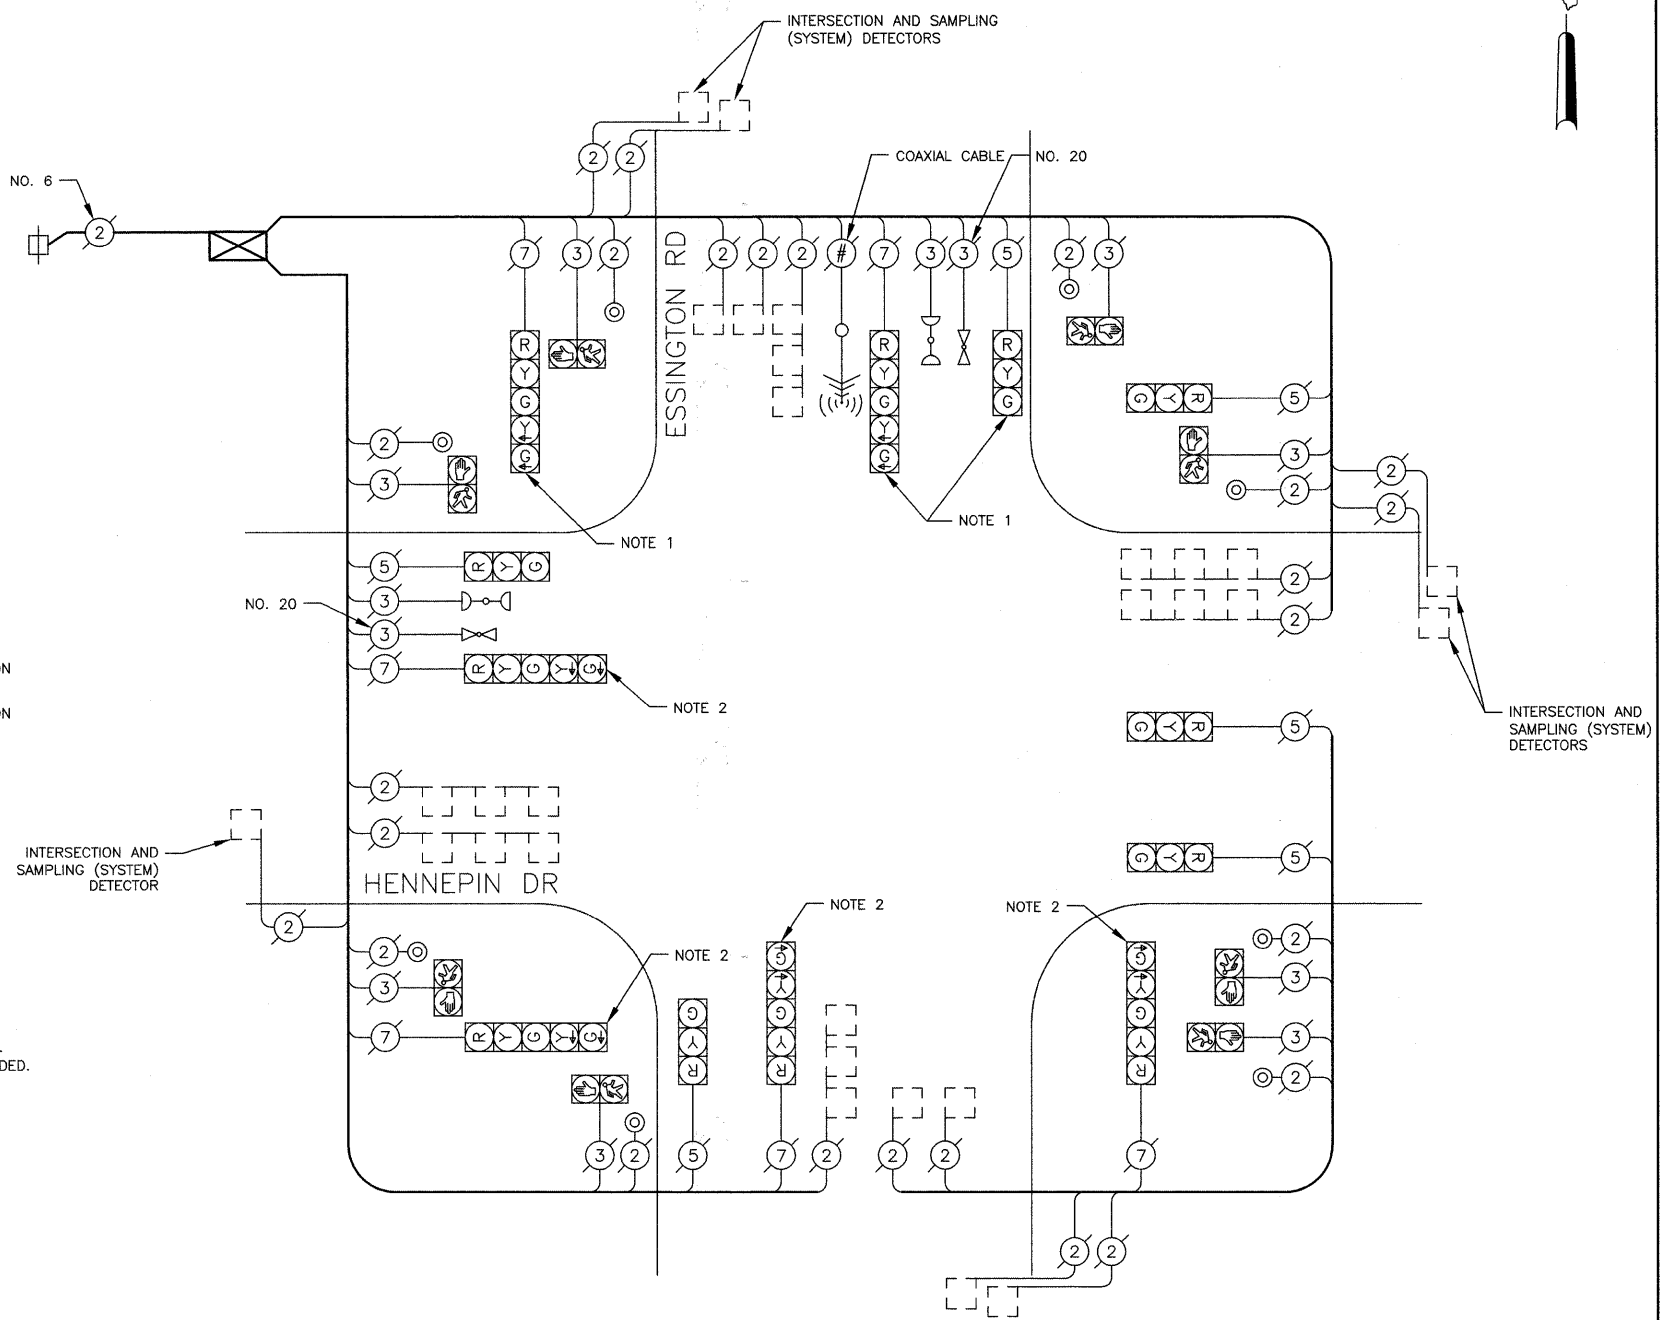 INTERSECTION AND SAMPLING
(SYSTEM) DETECTORS
COAXIAL CABLE
NO. 20
NO. 6
2
2 2
7 3 2 2 2 2 # 7 3 3 5 2 3
ESSINGTON RD
R
Y
G
Y
G
R
Y
G
Y
G
R
Y
G
G Y R 5
2
3
3
2
2
2
NOTE 1
NOTE 1
5 R Y G
3
NO. 20
3
7 R Y G Y G
NOTE 2
2
2
ON
ON
G Y R 5
INTERSECTION AND
SAMPLING (SYSTEM)
DETECTORS
2
2
INTERSECTION AND
SAMPLING (SYSTEM)
DETECTOR
G Y R 5
HENNEPIN DR
2
NOTE 2
NOTE 2
2
3
NOTE 2
7 R Y G Y G
G
Y
R
G
Y
G
Y
R
G
Y
G
Y
R
2
3
3
2
DED.
3 2 5 7 2 2 2 7
2 2